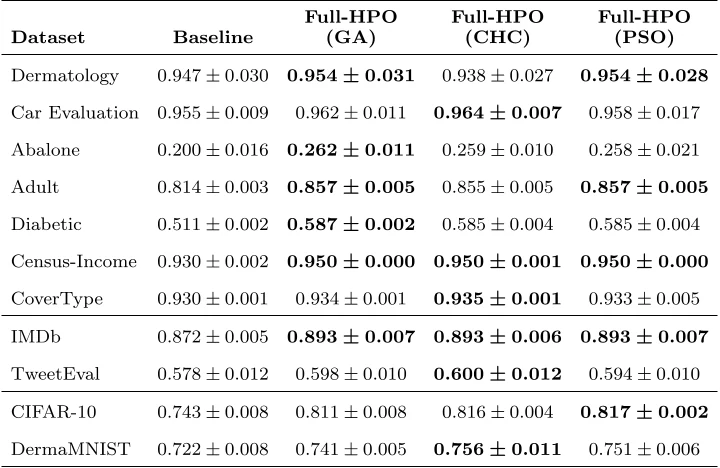 Full-HPO Full-HPO Full-HPO
Dataset Baseline (GA) (CHC) (PSO)
Dermatology 0.947 ± 0.030 0.954 ± 0.031 0.938 ± 0.027 0.954 ± 0.028
Car Evaluation 0.955 ± 0.009 0.962 ± 0.011 0.964 ± 0.007 0.958 ± 0.017
Abalone 0.200 ± 0.016 0.262 ± 0.011 0.259 ± 0.010 0.258 ± 0.021
Adult 0.814 ± 0.003 0.857 ± 0.005 0.855 ± 0.005 0.857 ± 0.005
Diabetic 0.511 ± 0.002 0.587 ± 0.002 0.585 ± 0.004 0.585 ± 0.004
Census-Income 0.930 ± 0.002 0.950 ± 0.000 0.950 ± 0.001 0.950 ± 0.000
CoverType 0.930 ± 0.001 0.934 ± 0.001 0.935 ± 0.001 0.933 ± 0.005
IMDb 0.872 ± 0.005 0.893 ± 0.007 0.893 ± 0.006 0.893 ± 0.007
TweetEval 0.578 ± 0.012 0.598 ± 0.010 0.600 ± 0.012 0.594 ± 0.010
CIFAR-10 0.743 ± 0.008 0.811 ± 0.008 0.816 ± 0.004 0.817 ± 0.002
DermaMNIST 0.722 ± 0.008 0.741 ± 0.005 0.756 ± 0.011 0.751 ± 0.006